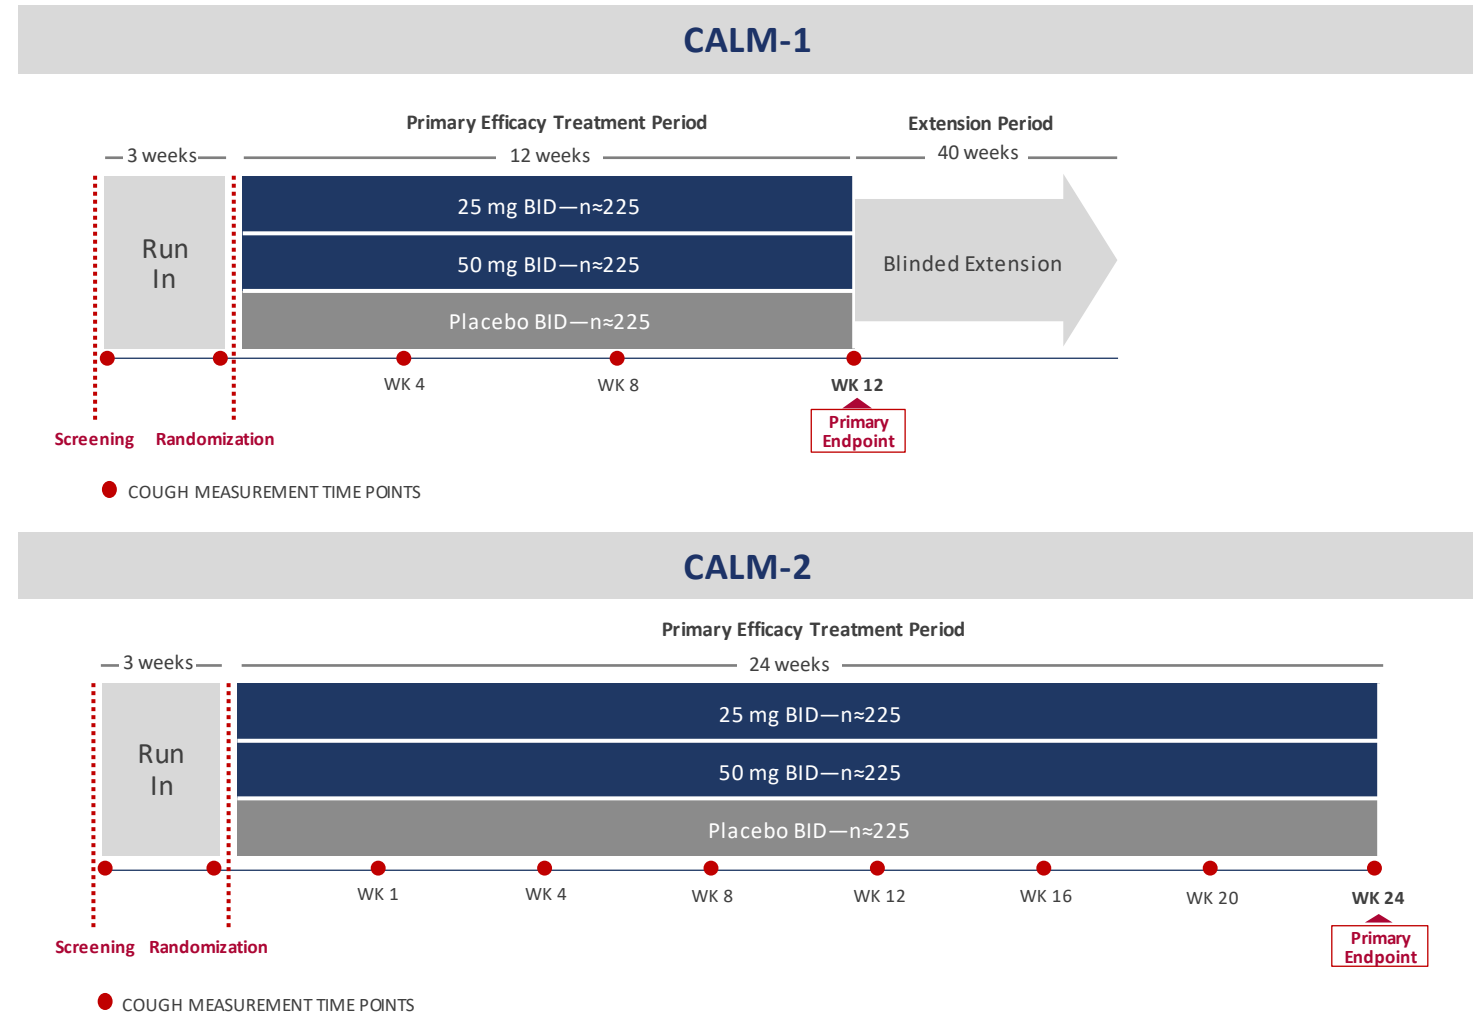 CALM-1
Primary Efficacy Treatment Period
Extension Period
3 weeks
12 weeks
40 weeks
Run
In
25 mg BID—n≈225
50 mg BID—n≈225
Placebo BID—n≈225
Blinded Extension
WK 4
WK 8
WK 12
Primary
Endpoint
Screening
Randomization
COUGH MEASUREMENT TIME POINTS
CALM-2
Primary Efficacy Treatment Period
3 weeks
24 weeks
Run
In
25 mg BID—n≈225
50 mg BID—n≈225
Placebo BID—n≈225
WK 1
WK 4
WK 8
WK 12
WK 16
WK 20
WK 24
Primary
Endpoint
Screening
Randomization
COUGH MEASUREMENT TIME POINTS